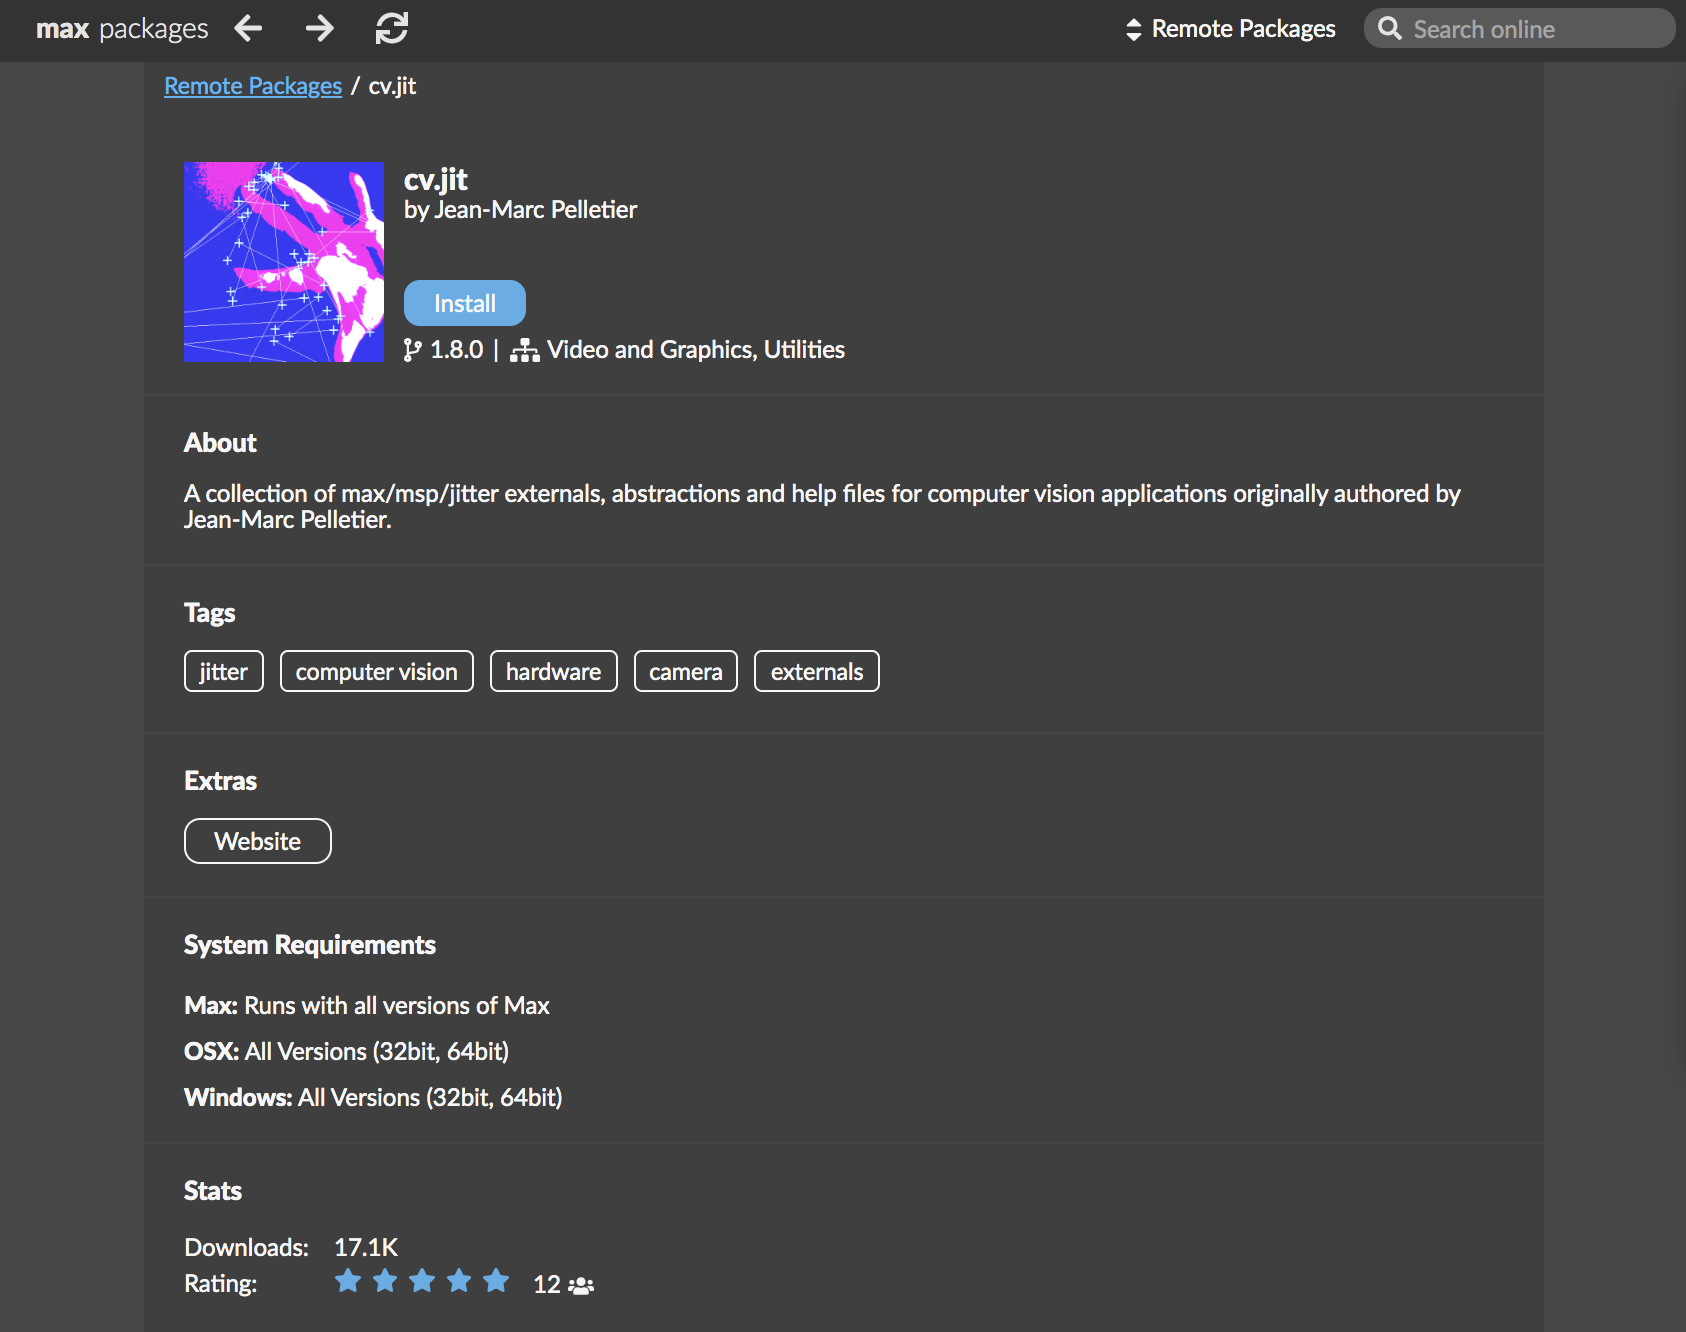 max packages
Remote Packages
Search online
Remote Packages / cv.jit
cv.jit
by Jean-Marc Pelletier
Install
1.8.0 | Video and Graphics, Utilities
About
A collection of max/msp/jitter externals, abstractions and help files for computer vision applications originally authored by
Jean-Marc Pelletier.
Tags
jitter computer vision hardware camera externals
Extras
Website
System Requirements
Max: Runs with all versions of Max
OSX: All Versions (32bit, 64bit)
Windows: All Versions (32bit, 64bit)
Stats
Downloads: 17.1K
Rating: 12